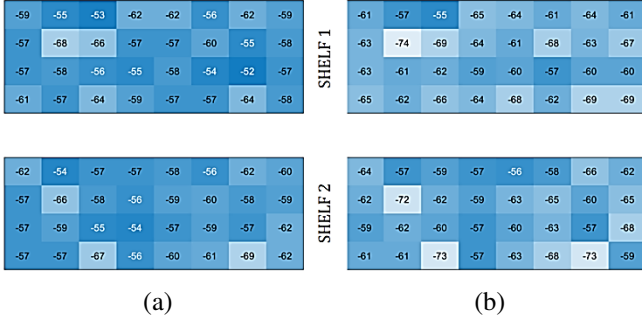 -59 -55 -53 -62 -62 -56 -62 -59
-57 -68 -66 -57 -57 -60 -55 -58
-57 -58 -56 -55 -58 -54 -52 -57
-61 -57 -64 -59 -57 -57 -64 -58
SHELF 1
-61 -57 -55 -65 -64 -61 -64 -61
-63 -74 -69 -64 -61 -68 -63 -67
-63 -61 -62 -59 -60 -57 -60 -60
-65 -62 -66 -64 -68 -62 -69 -69
-62 -54 -57 -57 -58 -56 -62 -60
-57 -66 -58 -56 -59 -60 -58 -59
-57 -59 -55 -54 -57 -59 -57 -62
-57 -57 -67 -56 -60 -61 -69 -62
SHELF 2
-64 -57 -59 -57 -56 -58 -66 -62
-62 -72 -62 -59 -63 -65 -60 -65
-59 -62 -60 -57 -60 -63 -57 -68
-61 -61 -73 -57 -63 -68 -73 -59
(a)
(b)